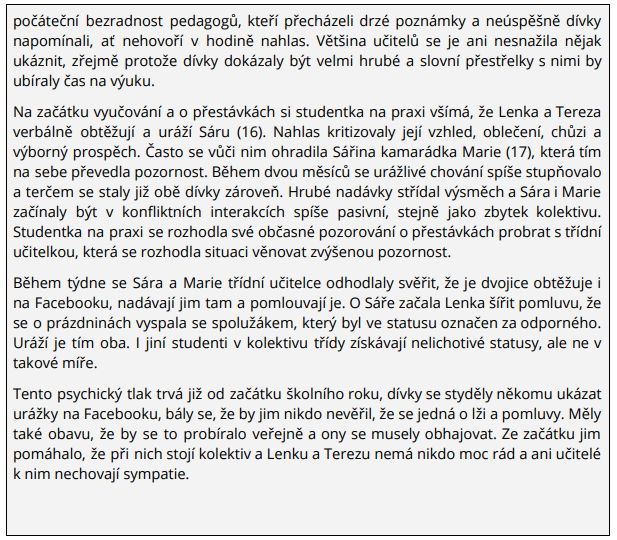 počáteční bezradnost pedagogů, kteří přecházeli drzé poznámky a neúspěšně dívky
napomínali, ať nehovoří v hodině nahlas. Většina učitelů se je ani nesnažila nějak
ukáznit, zřejmě protože dívky dokázaly být velmi hrubé a slovní přestřelky s nimi by
ubíraly čas na výuku.
Na začátku vyučování a o přestávkách si studentka na praxi všímá, že Lenka a Tereza
verbálně obtěžují a uráží Sáru (16). Nahlas kritizovaly její vzhled, oblečení, chůzi a
výborný prospěch. Často se vůči nim ohradila Sářina kamarádka Marie (17), která tím
na sebe převedla pozornost. Během dvou měsíců se urážlivé chování spíše stupňovalo
a terčem se staly již obě dívky zároveň. Hrubé nadávky střídal výsměch a Sára i Marie
začínaly být v konfliktních interakcích spíše pasivní, stejně jako zbytek kolektivu.
Studentka na praxi se rozhodla své občasné pozorování o přestávkách probrat s třídní
učitelkou, která se rozhodla situaci věnovat zvýšenou pozornost.
Během týdne se Sára a Marie třídní učitelce odhodlaly svěřit, že je dvojice obtěžuje i
na Facebooku, nadávají jim tam a pomlouvají je. O Sáře začala Lenka šířit pomluvu, že
se o prázdninách vyspala se spolužákem, který byl ve statusu označen za odporného.
Uráží je tím oba. I jiní studenti v kolektivu třídy získávají nelichotivé statusy, ale ne v
takové míře.
Tento psychický tlak trvá již od začátku školního roku, dívky se styděly někomu ukázat
urážky na Facebooku, bály se, že by jim nikdo nevěřil, že se jedná o lži a pomluvy. Měly
také obavu, že by se to probíralo veřejně a ony se musely obhajovat. Ze začátku jim
pomáhalo, že při nich stojí kolektiv a Lenku a Terezu nemá nikdo moc rád a ani učitelé
k nim nechovají sympatie.